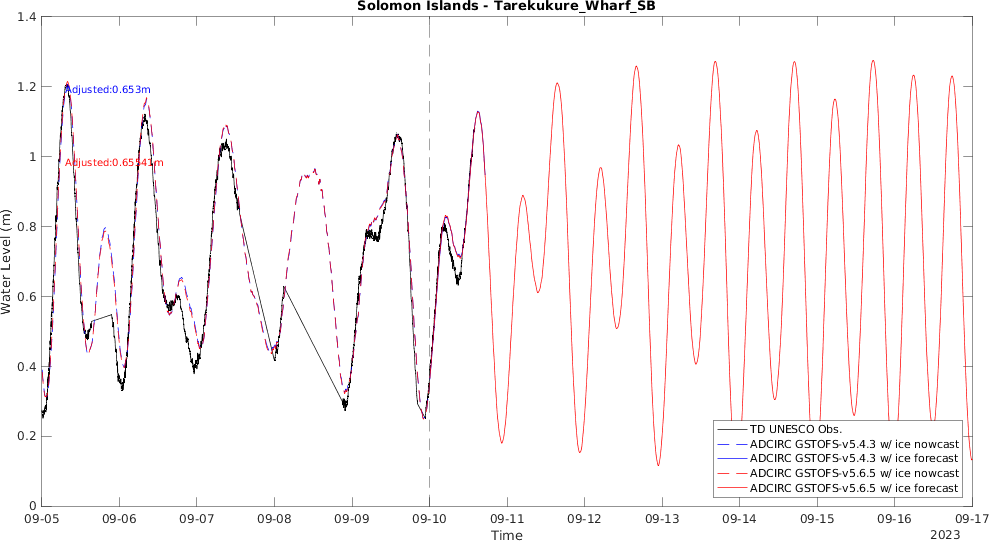 Solomon Islands - Tarekukure_Wharf_SB
1.4
1.2
1
0.8
0.6
0.4
0.2
0
Water Level (m)
Adjusted:0.653m
Adjusted:0.65541m
TD UNESCO Obs.
ADCIRC GSTOFS-v5.4.3 w/ ice nowcast
ADCIRC GSTOFS-v5.4.3 w/ ice forecast
ADCIRC GSTOFS-v5.6.5 w/ ice nowcast
ADCIRC GSTOFS-v5.6.5 w/ ice forecast
09-05 09-06 09-07 09-08 09-09 09-10 09-11 09-12 09-13 09-14 09-15 09-16 09-17
Time
2023